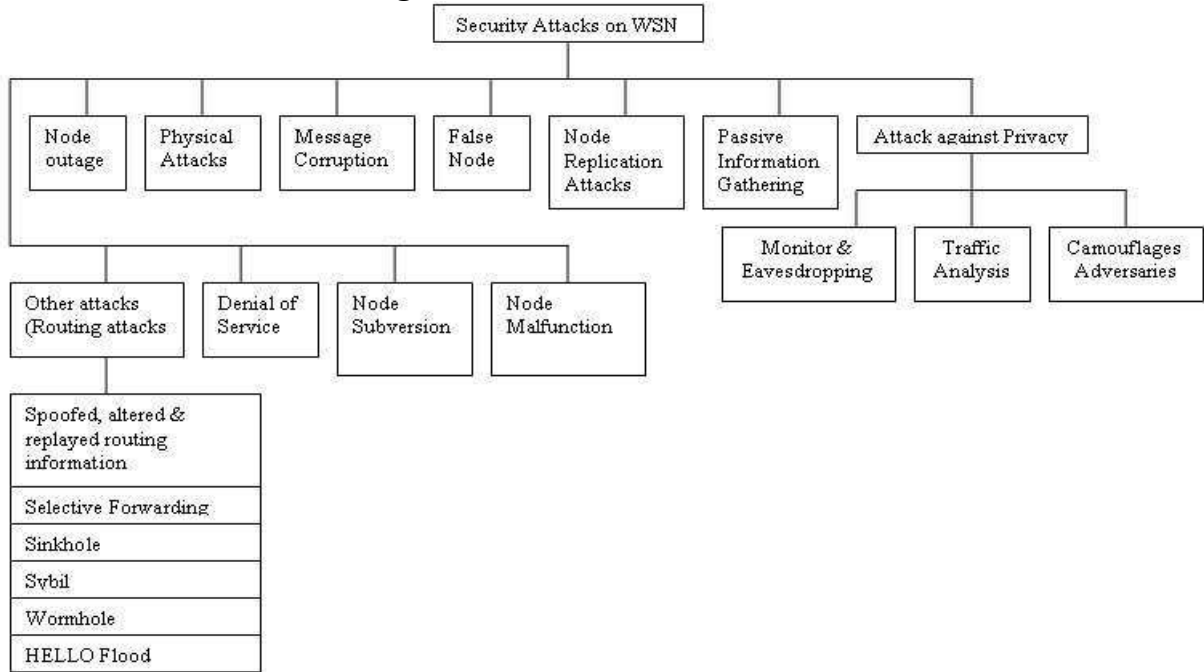 Security Attacks on WSN
Node
outage
Physical
Attacks
Message
Corruption
False
Node
Node
Replication
Attacks
Passive
Information
Gathering
Attack against Privacy
Monitor &
Eavesdropping
Traffic
Analysis
Camouflages
Adversaries
Other attacks
(Routing attacks
Denial of
Service
Node
Subversion
Node
Malfunction
Spoofed, altered &
replayed routing
information
Selective Forwarding
Sinkhole
Sybil
Wormhole
HELLO Flood